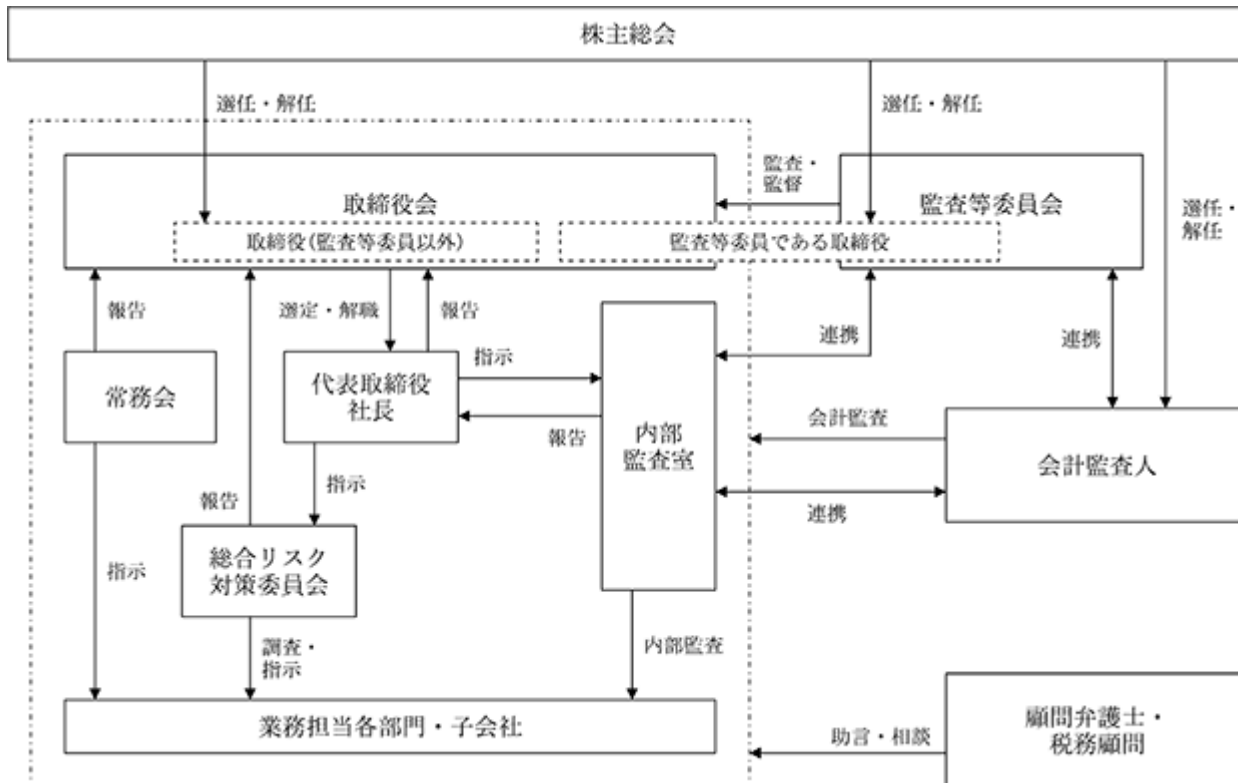 株主総会
選任・解任
選任・解任
選任・
解任
監査・
監督
取締役会
監査等委員会
取締役(監査等委員以外)
監査等委員である取締役
報告
選定・解職
報告
連携
連携
常務会
代表取締役
社長
指示
報告
内部
監査室
会計監査
会計監査人
連携
指示
報告
指示
総合リスク
対策委員会
調査・
指示
内部監査
業務担当各部門・子会社
助言・相談
顧問弁護士・
税務顧問